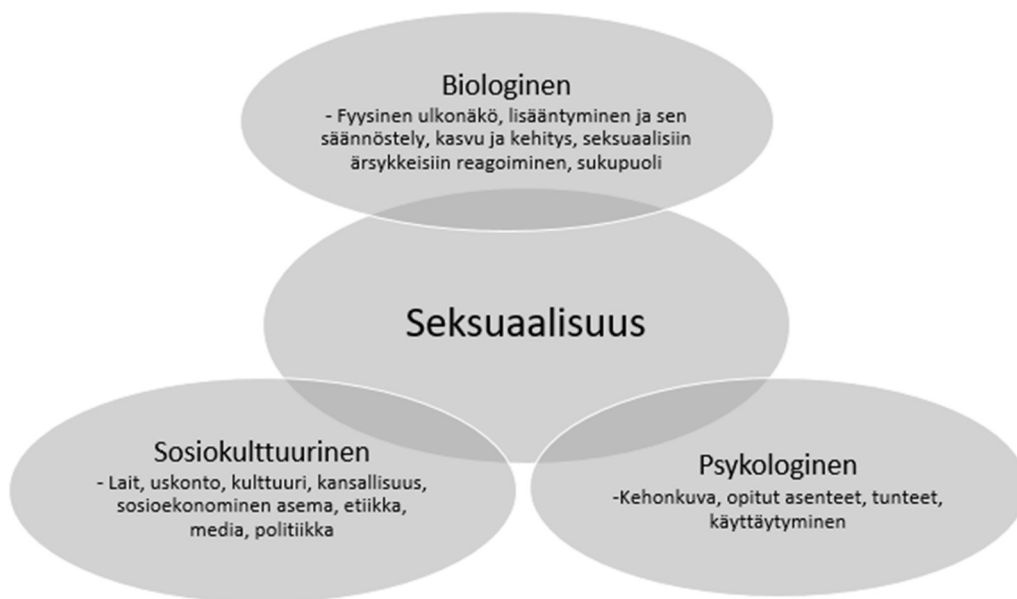 Biologinen
- Fyysinen ulkonäkö, lisääntyminen ja sen
säännöstely, kasvu ja kehitys, seksuaalisiin
ärsykkeisiin reagoiminen, sukupuoli
Seksuaalisuus
Sosiokulttuurinen
- Lait, uskonto, kulttuuri, kansallisuus,
sosioekonominen asema, etiikka,
media, politiikka
Psykologinen
-Kehonkuva, opitut asenteet, tunteet,
käyttäytyminen